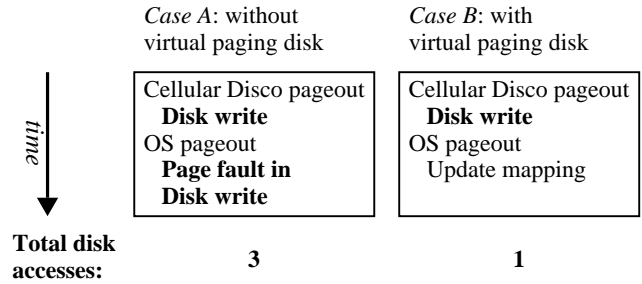 Case A: without
virtual paging disk
Case B: with
virtual paging disk
time
Cellular Disco pageout
Disk write
OS pageout
Page fault in
Disk write
Cellular Disco pageout
Disk write
OS pageout
Update mapping
Total disk
accesses:
3
1